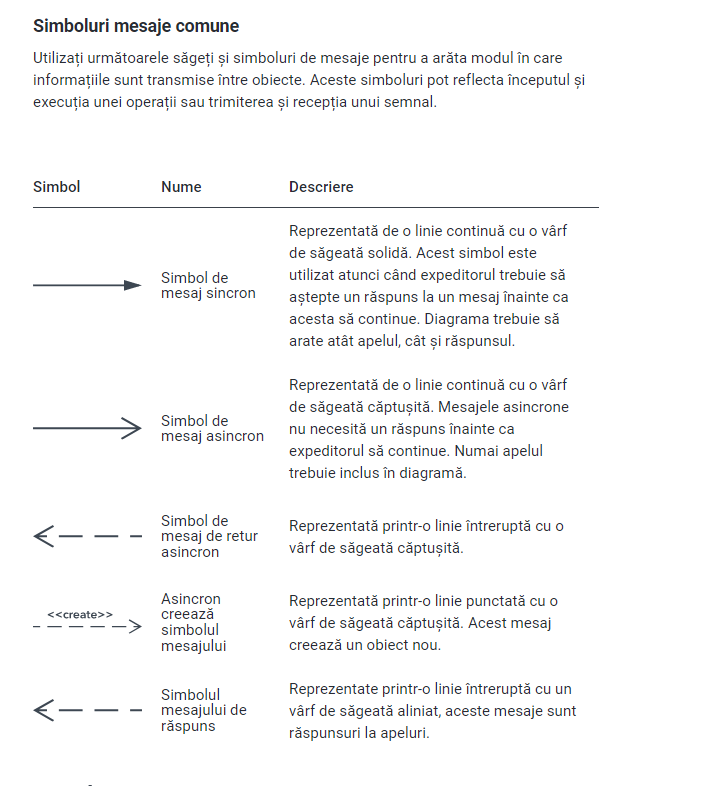 Simboluri mesaje comune
Utilizați următoarele săgeți și simboluri de mesaje pentru a arăta modul în care
informațiile sunt transmise între obiecte. Aceste simboluri pot reflecta începutul și
execuția unei operații sau trimiterea și recepția unui semnal.
Simbol Nume Descriere
Simbol de
mesaj sincron
Reprezentată de o linie continuă cu o vârf
de săgeată solidă. Acest simbol este
utilizat atunci când expeditorul trebuie să
aștepte un răspuns la un mesaj înainte ca
acesta să continue. Diagrama trebuie să
arate atât apelul, cât și răspunsul.
Simbol de
mesaj asincron
Reprezentată de o linie continuă cu o vârf
de săgeată căptușită. Mesajele asincrone
nu necesită un răspuns înainte ca
expeditorul să continue. Numai apelul
trebuie inclus în diagramă.
Simbol de
mesaj de retur
asincron
Reprezentată printr-o linie întreruptă cu o
vârf de săgeată căptușită.
<<create>>
Asincron
creează
simbolul
mesajului
Reprezentată printr-o linie punctată cu o
vârf de săgeată căptușită. Acest mesaj
creează un obiect nou.
Simbolul
mesajului de
răspuns
Reprezentate printr-o linie întreruptă cu un
vârf de săgeată aliniat, aceste mesaje sunt
răspunsuri la apeluri.